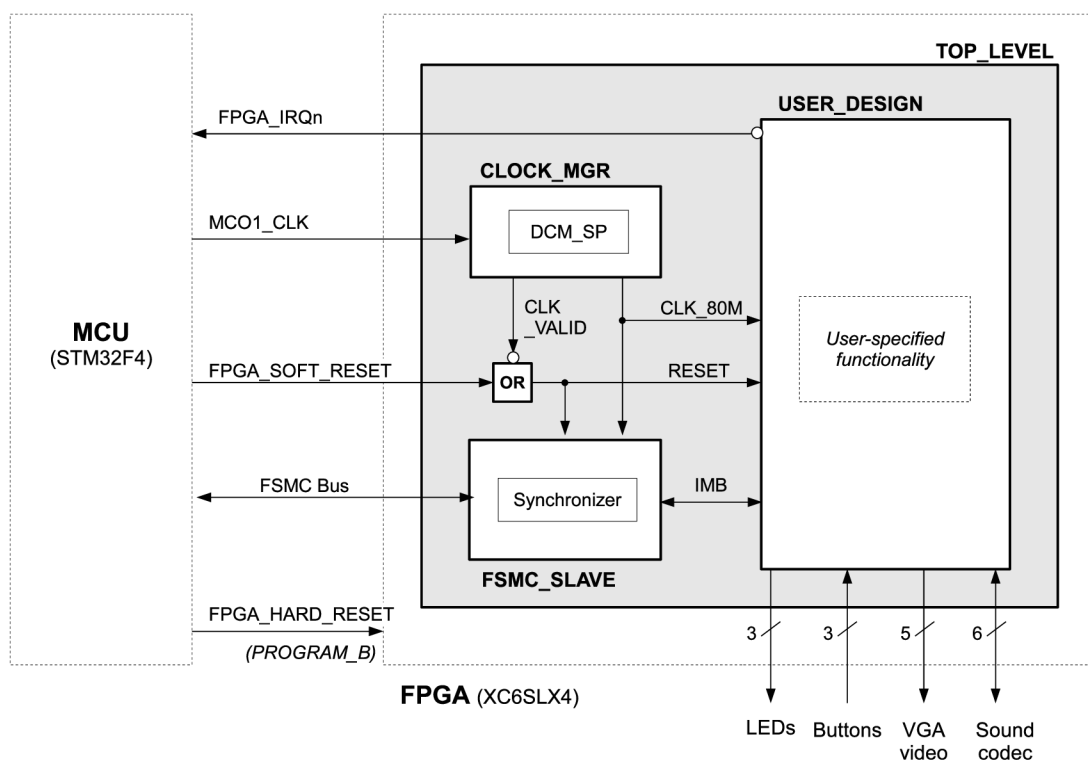 TOP_LEVEL
USER_DESIGN
FPGA_IRQn
CLOCK_MGR
MCO1_CLK
DCM_SP
CLK
_VALID
CLK_80M
MCU
(STM32F4)
User-specified
functionality
FPGA_SOFT_RESET
OR
RESET
FSMC Bus
Synchronizer
IMB
FSMC_SLAVE
FPGA_HARD_RESET
(PROGRAM_B)
3
3
5
6
FPGA (XC6SLX4)
LEDs
Buttons
VGA
video
Sound
codec